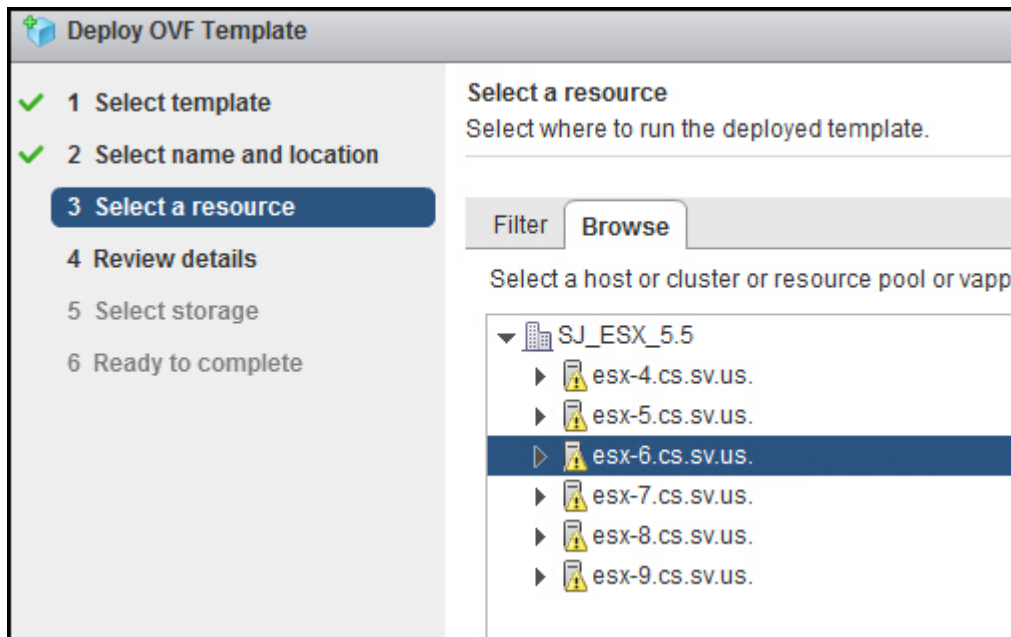 Deploy OVF Template
1 Select template
2 Select name and location
3 Select a resource
4 Review details
5 Select storage
6 Ready to complete
Select a resource
Select where to run the deployed template.
Filter Browse
Select a host or cluster or resource pool or vapp
SJ_ESX_5.5
esx-4.cs.sv.us.
esx-5.cs.sv.us.
esx-6.cs.sv.us.
esx-7.cs.sv.us.
esx-8.cs.sv.us.
esx-9.cs.sv.us.